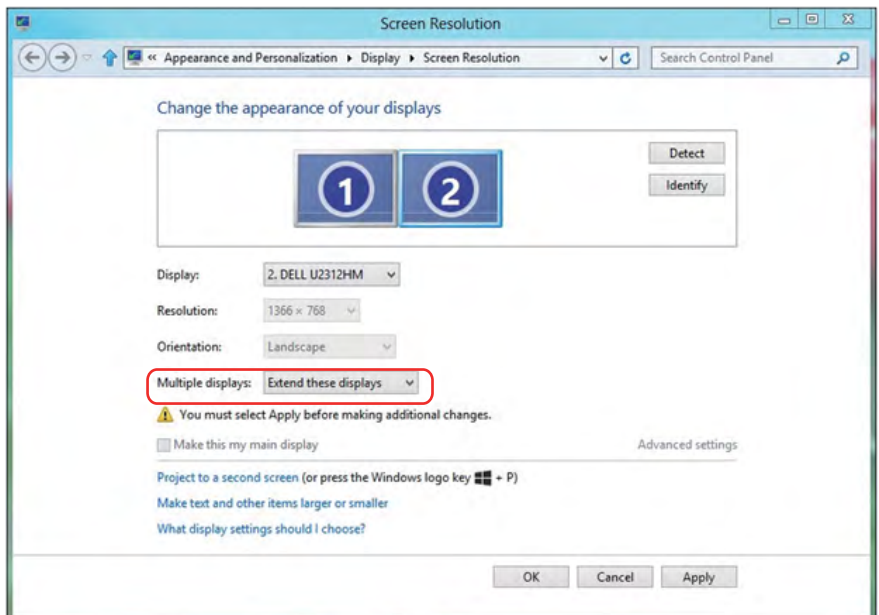 Screen Resolution
« Appearance and Personalization Display Screen Resolution
Search Control Panel
Change the appearance of your displays
1 2
Detect
Identify
Display: 2. DELL U2312HM
Resolution: 1366 × 768
Orientation: Landscape
Multiple displays: Extend these displays
You must select Apply before making additional changes.
Make this my main display
Advanced settings
Project to a second screen (or press the Windows logo key + P)
Make text and other items larger or smaller
What display settings should I choose?
OK Cancel Apply